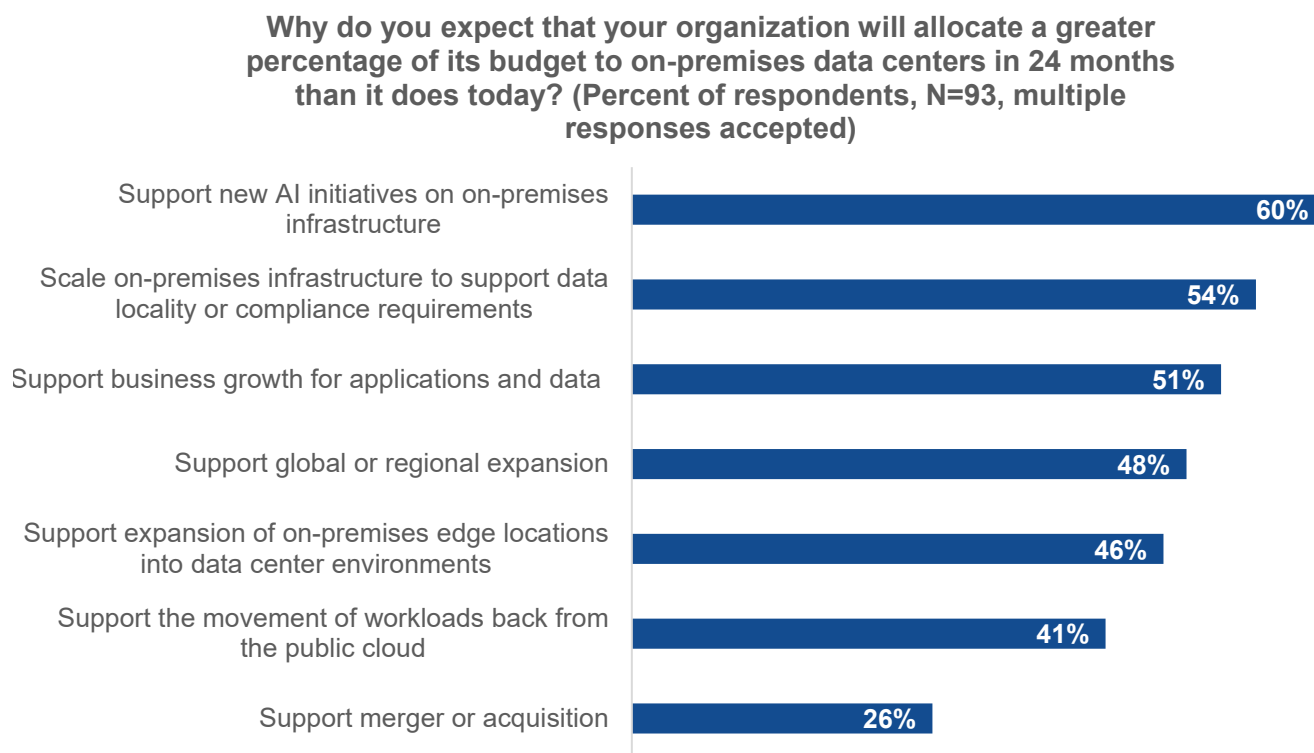 Why do you expect that your organization will allocate a greater
percentage of its budget to on-premises data centers in 24 months
than it does today? (Percent of respondents, N=93, multiple
responses accepted)
Support new AI initiatives on on-premises
infrastructure
60%
Scale on-premises infrastructure to support data
locality or compliance requirements
54%
Support business growth for applications and data
51%
Support global or regional expansion
48%
Support expansion of on-premises edge locations
into data center environments
46%
Support the movement of workloads back from
the public cloud
41%
Support merger or acquisition
26%